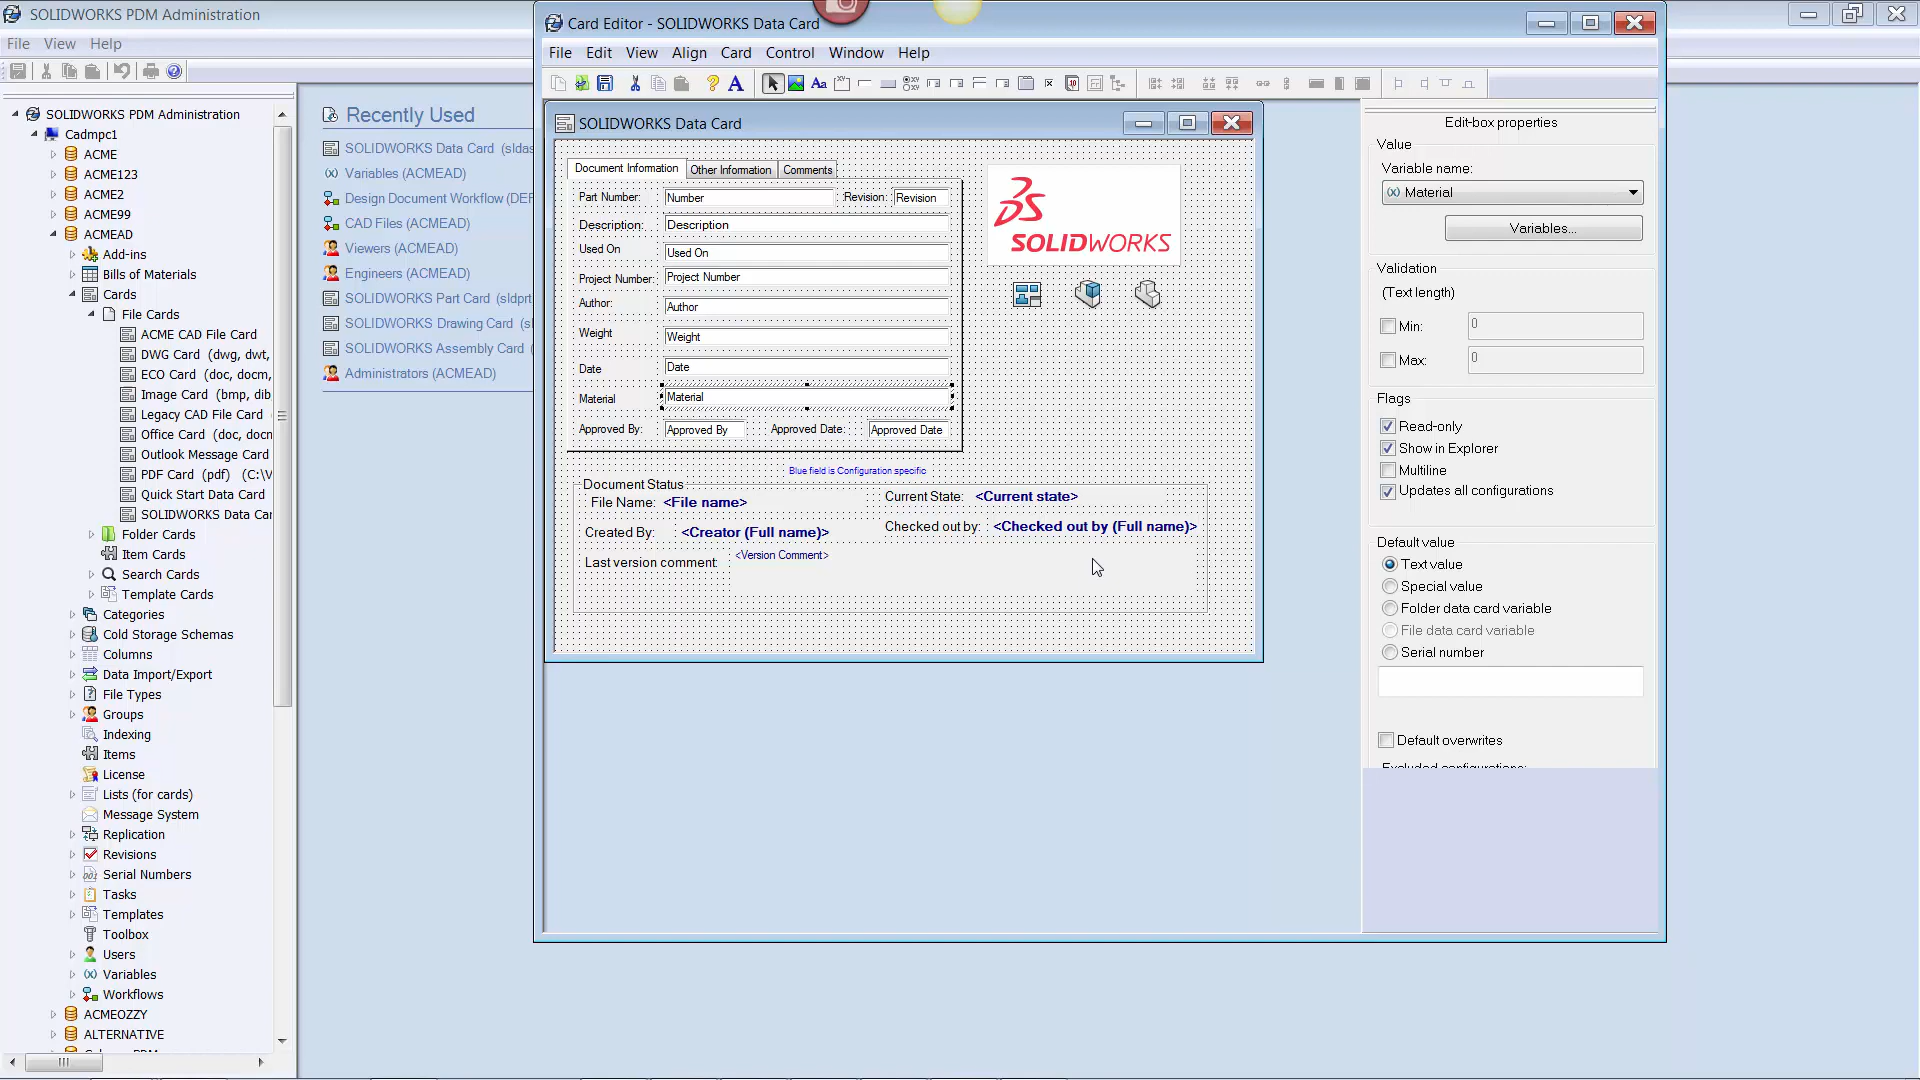 SOLIDWORKS PDM Administration
File View Help
SOLIDWORKS PDM Administration
Cadmpc1
ACME
ACME123
ACME2
ACME99
ACMEAD
Add-ins
Bills of Materials
Cards
File Cards
ACME CAD File Card
DWG Card (dwg, dwt,
ECO Card (doc, docm,
Image Card (bmp, dib
Legacy CAD File Card
Office Card (doc, docn
Outlook Message Card
PDF Card (pdf) (C:\V
Quick Start Data Card
SOLIDWORKS Data Car
Folder Cards
Item Cards
Search Cards
Template Cards
Categories
Cold Storage Schemas
Columns
Data Import/Export
File Types
Groups
Indexing
Items
License
Lists (for cards)
Message System
Replication
Revisions
Serial Numbers
Tasks
Templates
Toolbox
Users
Variables
Workflows
ACMEOZZY
ALTERNATIVE
Recently Used
SOLIDWORKS Data Card (sldas
Variables (ACMEAD)
Design Document Workflow (DEF
CAD Files (ACMEAD)
Viewers (ACMEAD)
Engineers (ACMEAD)
SOLIDWORKS Part Card (sldprt
SOLIDWORKS Drawing Card (sl
SOLIDWORKS Assembly Card (
Administrators (ACMEAD)
Card Editor - SOLIDWORKS Data Card
File Edit View Align Card Control Window Help
SOLIDWORKS Data Card
Document Information Other Information Comments
Part Number: Number Revision: Revision
Description: Description
Used On Used On
Project Number: Project Number
Author: Author
Weight Weight
Date Date
Material Material
Approved By: Approved By Approved Date: Approved Date
SOLIDWORKS
Blue field is Configuration specific
Document Status
File Name: <File name> Current State: <Current state>
Created By: <Creator (Full name)> Checked out by: <Checked out by (Full name)>
Last version comment: <Version Comment>
Edit-box properties
Value
Variable name:
(x) Material
Variables...
Validation
(Text length)
Min: 0
Max: 0
Flags
Read-only
Show in Explorer
Multiline
Updates all configurations
Default value
Text value
Special value
Folder data card variable
File data card variable
Serial number
Default overwrites
Excluded configurations: